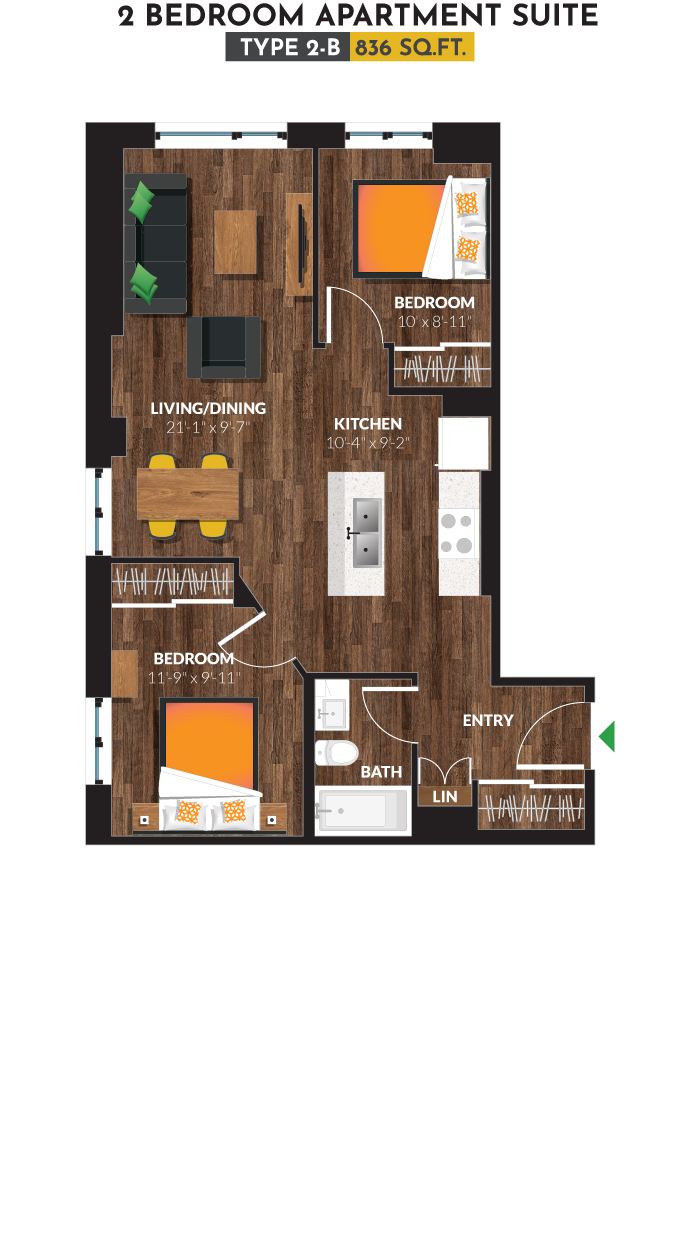 2 BEDROOM APARTMENT SUITE
TYPE 2-B 836 SQ.FT.
BEDROOM
10' x 8'-11"
LIVING/DINING
21'-1" x 9'-7"
KITCHEN
10'-4" x 9'-2"
BEDROOM
11'-9" x 9'-11"
ENTRY
BATH
LIN